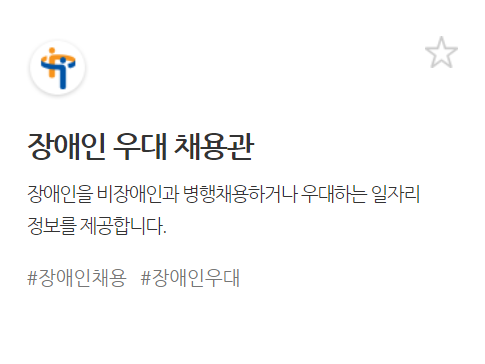 장애인 우대 채용관
장애인을 비장애인과 병행채용하거나 우대하는 일자리
정보를 제공합니다.
#장애인채용 #장애인우대